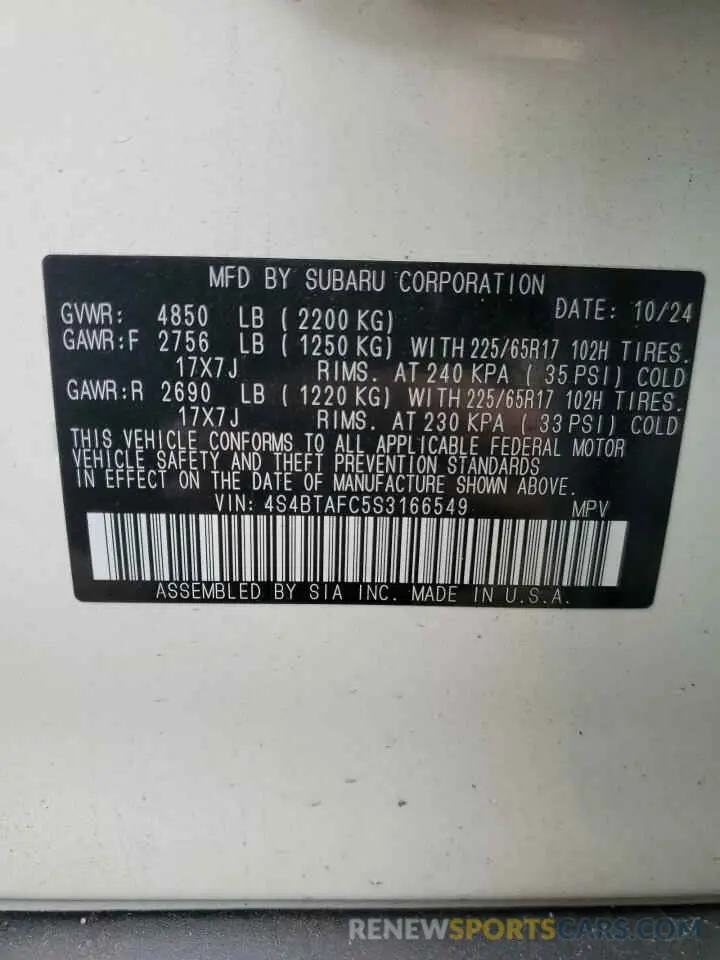 MFD BY SUBARU CORPORATION
GVWR: 4850 LB ( 2200 KG) DATE: 10/24
GAWR:F 2756 LB ( 1250 KG) WITH 225/65R17 102H TIRES.
17X7J RIMS. AT 240 KPA ( 35 PSI) COLD
GAWR:R 2690 LB ( 1220 KG) WITH 225/65R17 102H TIRES.
17X7J RIMS. AT 230 KPA ( 33 PSI) COLD
THIS VEHICLE CONFORMS TO ALL APPLICABLE FEDERAL MOTOR
VEHICLE SAFETY AND THEFT PREVENTION STANDARDS
IN EFFECT ON THE DATE OF MANUFACTURE SHOWN ABOVE.
VIN: 4S4BTAFC5S3166549 MPV
ASSEMBLED BY SIA INC. MADE IN U.S.A.
RENEWSPORTSCARS.COM